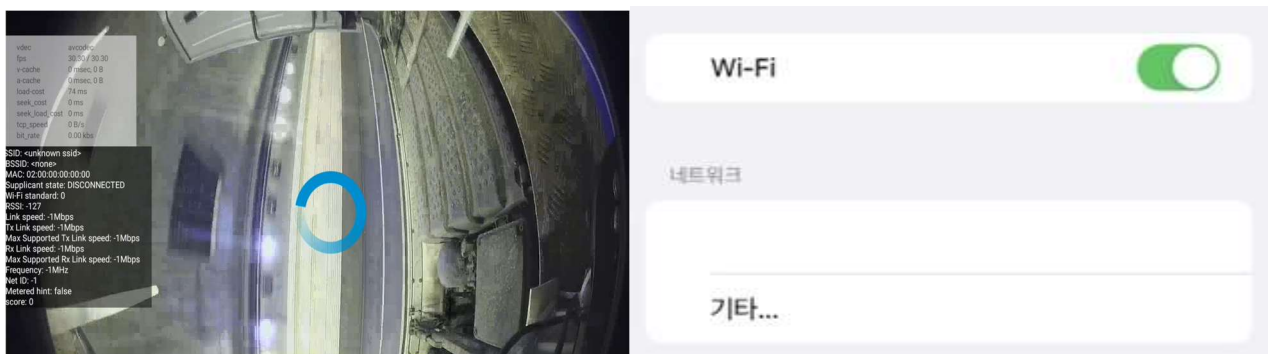 vdec avcodec
fps 30.30 / 30.30
v-cache 0 msec, 0 B
a-cache 0 msec, 0 B
load-cost 74 ms
seek_cost 0 ms
seek_load_cost 0 ms
tcp_speed 0 B/s
bit_rate 0.00 kbs
SSID: <unknown ssid>
BSSID: <none>
MAC: 02:00:00:00:00:00
Supplicant state: DISCONNECTED
Wi-Fi standard: 0
RSSI: -127
Link speed: -1Mbps
Tx Link speed: -1Mbps
Max Supported Tx Link speed: -1Mbps
Rx Link speed: -1Mbps
Max Supported Rx Link speed: -1Mbps
Frequency: -1MHz
Net ID: -1
Metered hint: false
score: 0
Wi-Fi
네트워크
기타...